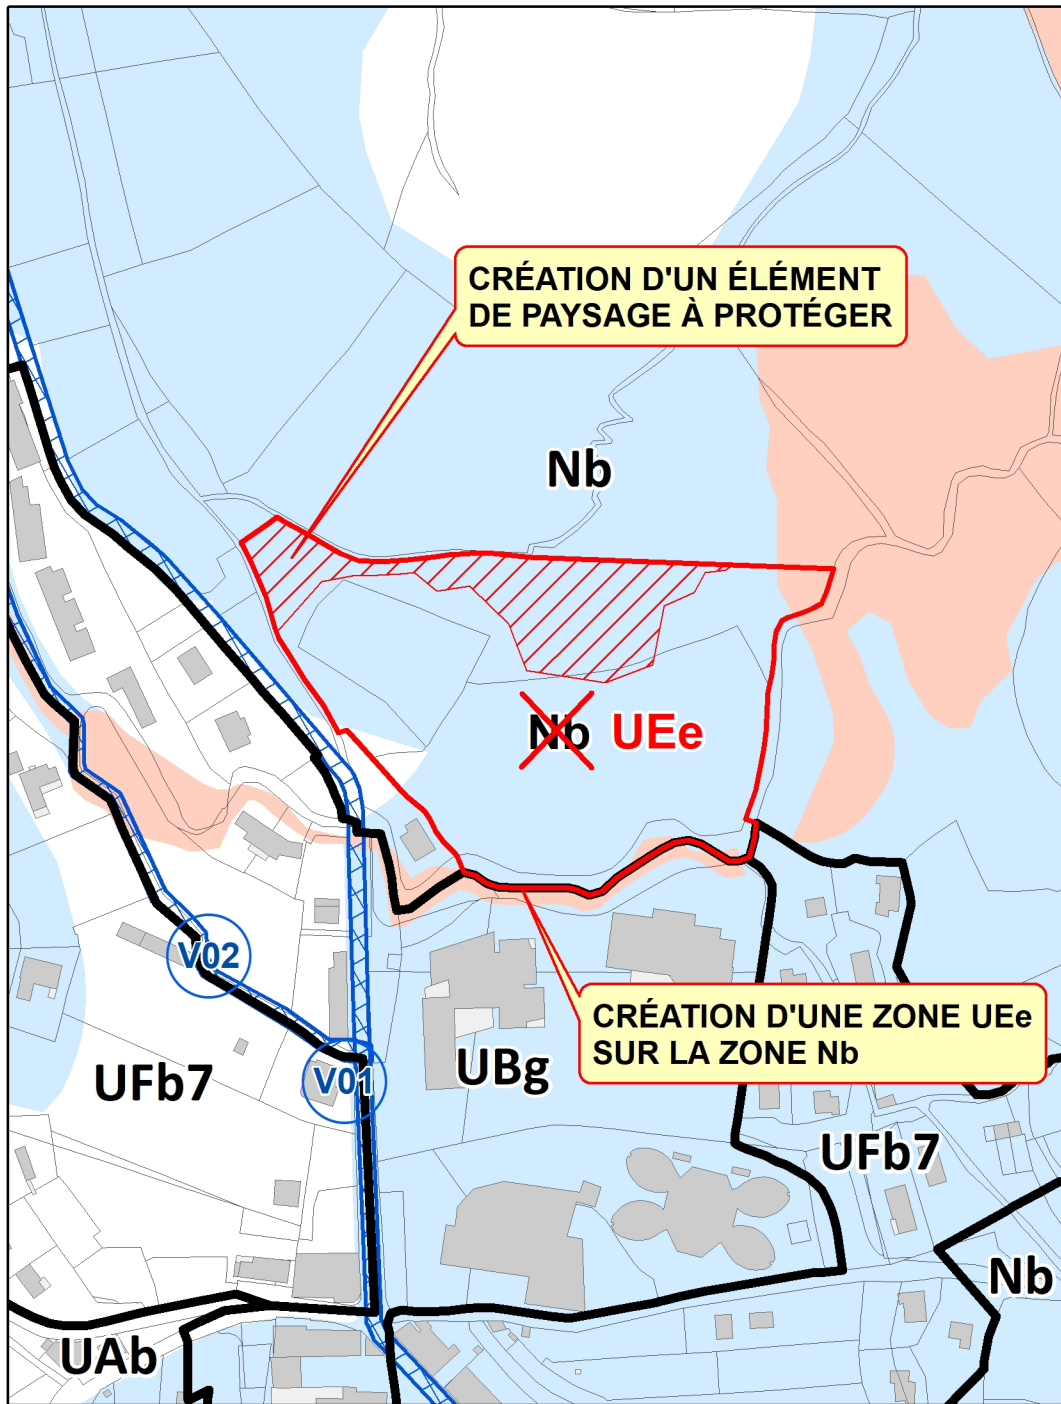 CRÉATION D'UN ÉLÉMENT
DE PAYSAGE À PROTÉGER
Nb
Nb UEe
V02
CRÉATION D'UNE ZONE UEe
SUR LA ZONE Nb
UFb7
V01
UBg
UFb7
Nb
UAb